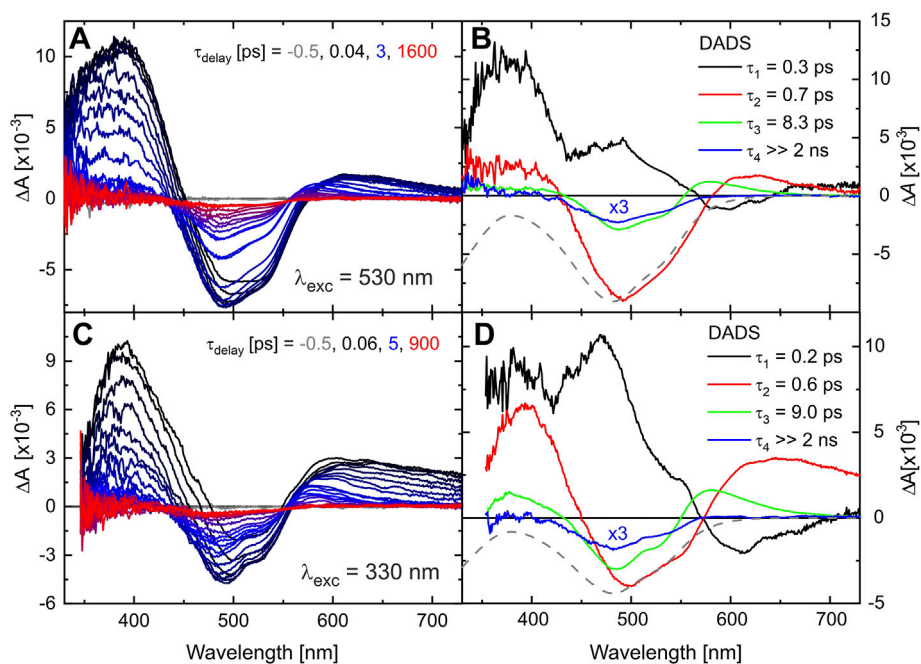 A
τdelay [ps] = -0.5, 0.04, 3, 1600
λexc = 530 nm
ΔA [x10⁻³]
10
5
0
-5
B
DADS
τ₁ = 0.3 ps
τ₂ = 0.7 ps
τ₃ = 8.3 ps
τ₄ >> 2 ns
x3
15
10
5
0
-5
-10
ΔA [x10³]
C
τdelay [ps] = -0.5, 0.06, 5, 900
λexc = 330 nm
ΔA [x10⁻³]
9
6
3
0
-3
-6
400 500 600 700
Wavelength [nm]
D
DADS
τ₁ = 0.2 ps
τ₂ = 0.6 ps
τ₃ = 9.0 ps
τ₄ >> 2 ns
x3
10
5
0
-5
ΔA[x10³]
400 500 600 700
Wavelength [nm]